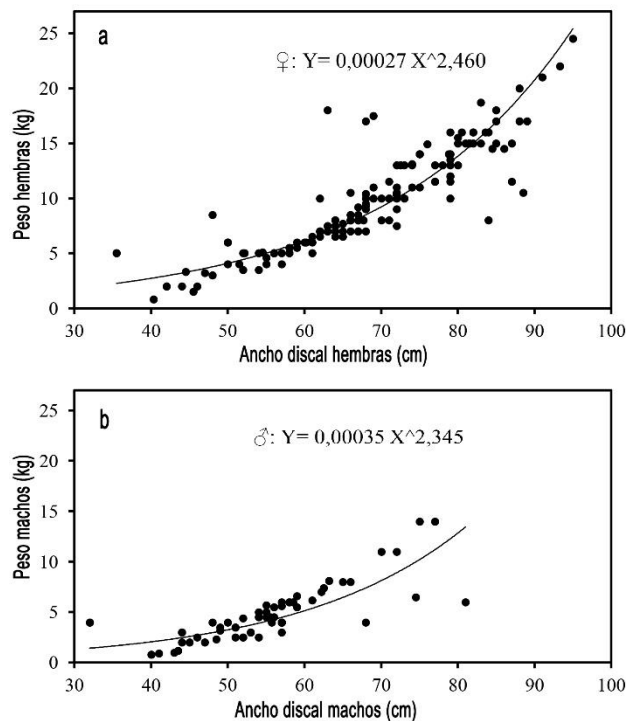 a
♀: Y= 0,00027 X^2,460
Peso hembras (kg)
25
20
15
10
5
0
30 40 50 60 70 80 90 100
Ancho discal hembras (cm)
b
♂: Y= 0,00035 X^2,345
Peso machos (kg)
25
20
15
10
5
0
30 40 50 60 70 80 90 100
Ancho discal machos (cm)